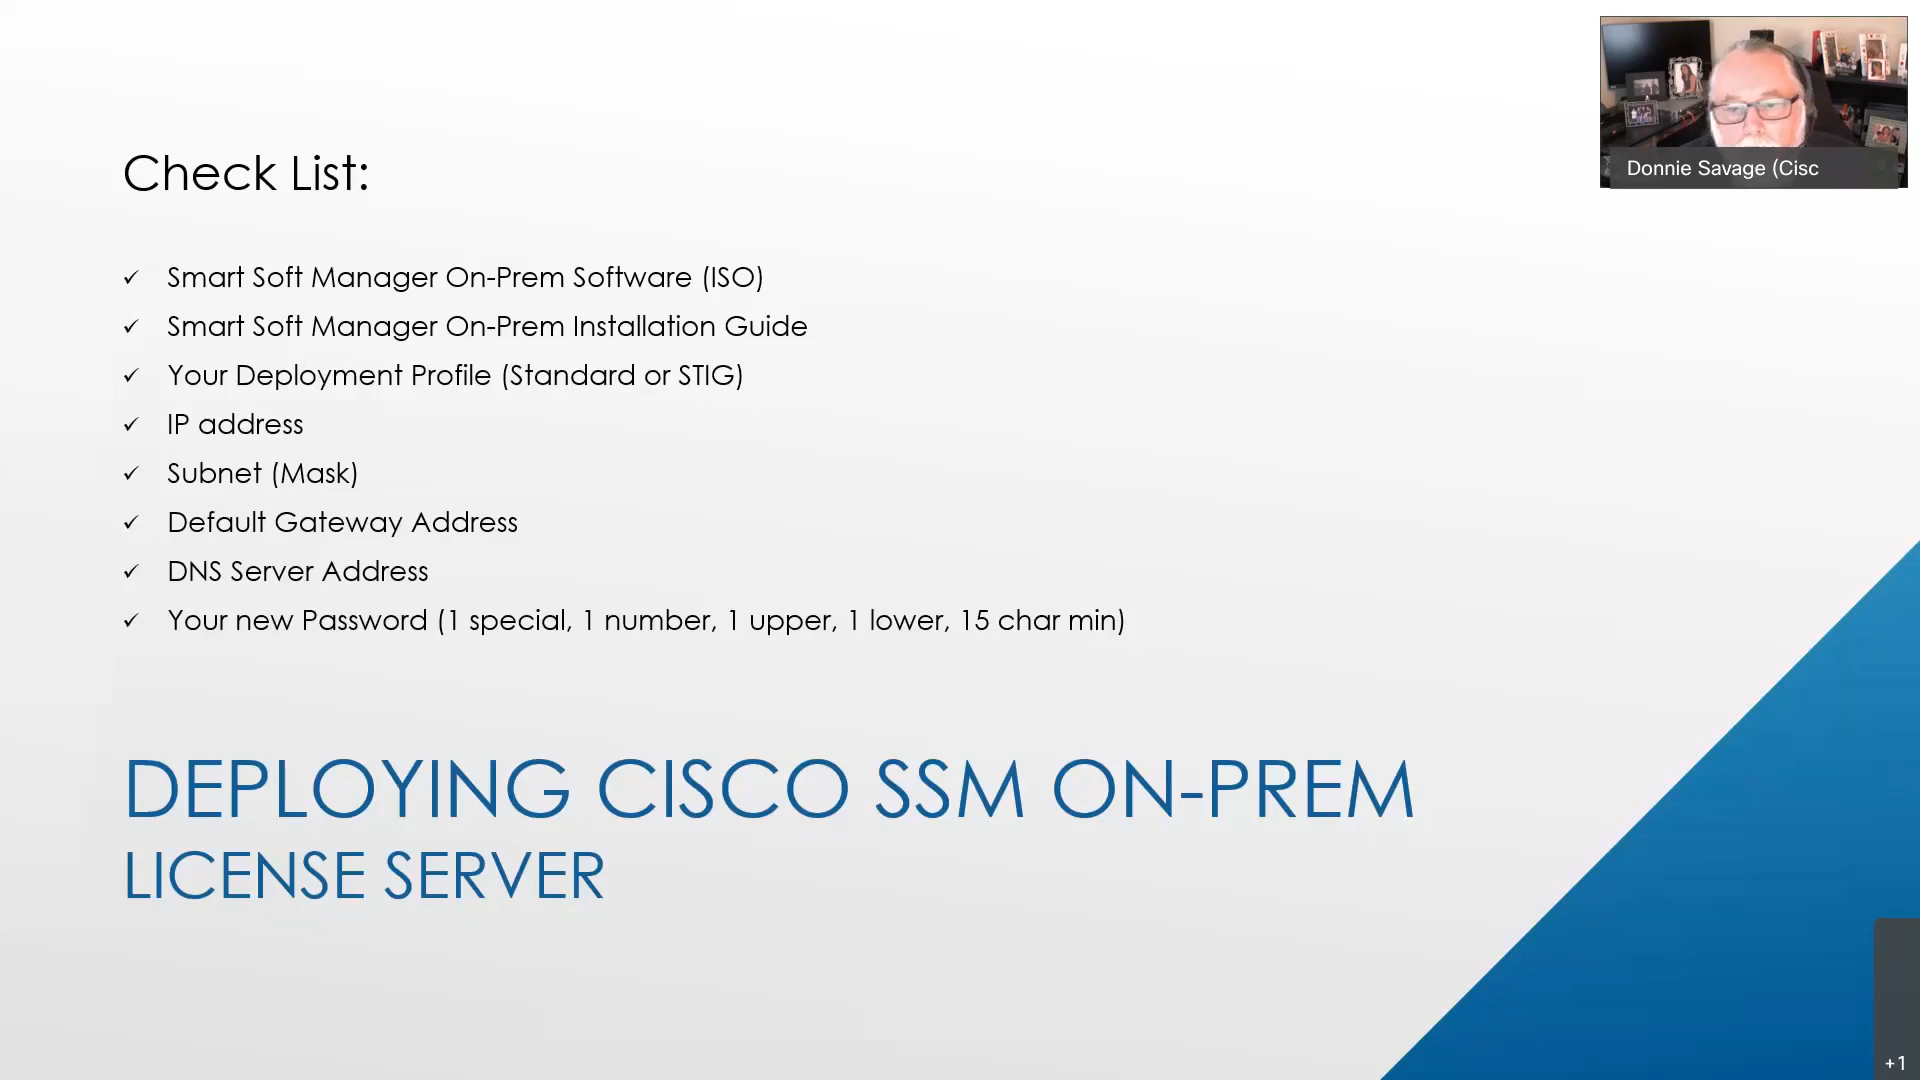 Donnie Savage (Cisc
Check List:
✓ Smart Soft Manager On-Prem Software (ISO)
✓ Smart Soft Manager On-Prem Installation Guide
✓ Your Deployment Profile (Standard or STIG)
✓ IP address
✓ Subnet (Mask)
✓ Default Gateway Address
✓ DNS Server Address
✓ Your new Password (1 special, 1 number, 1 upper, 1 lower, 15 char min)
DEPLOYING CISCO SSM ON-PREM
LICENSE SERVER
+1